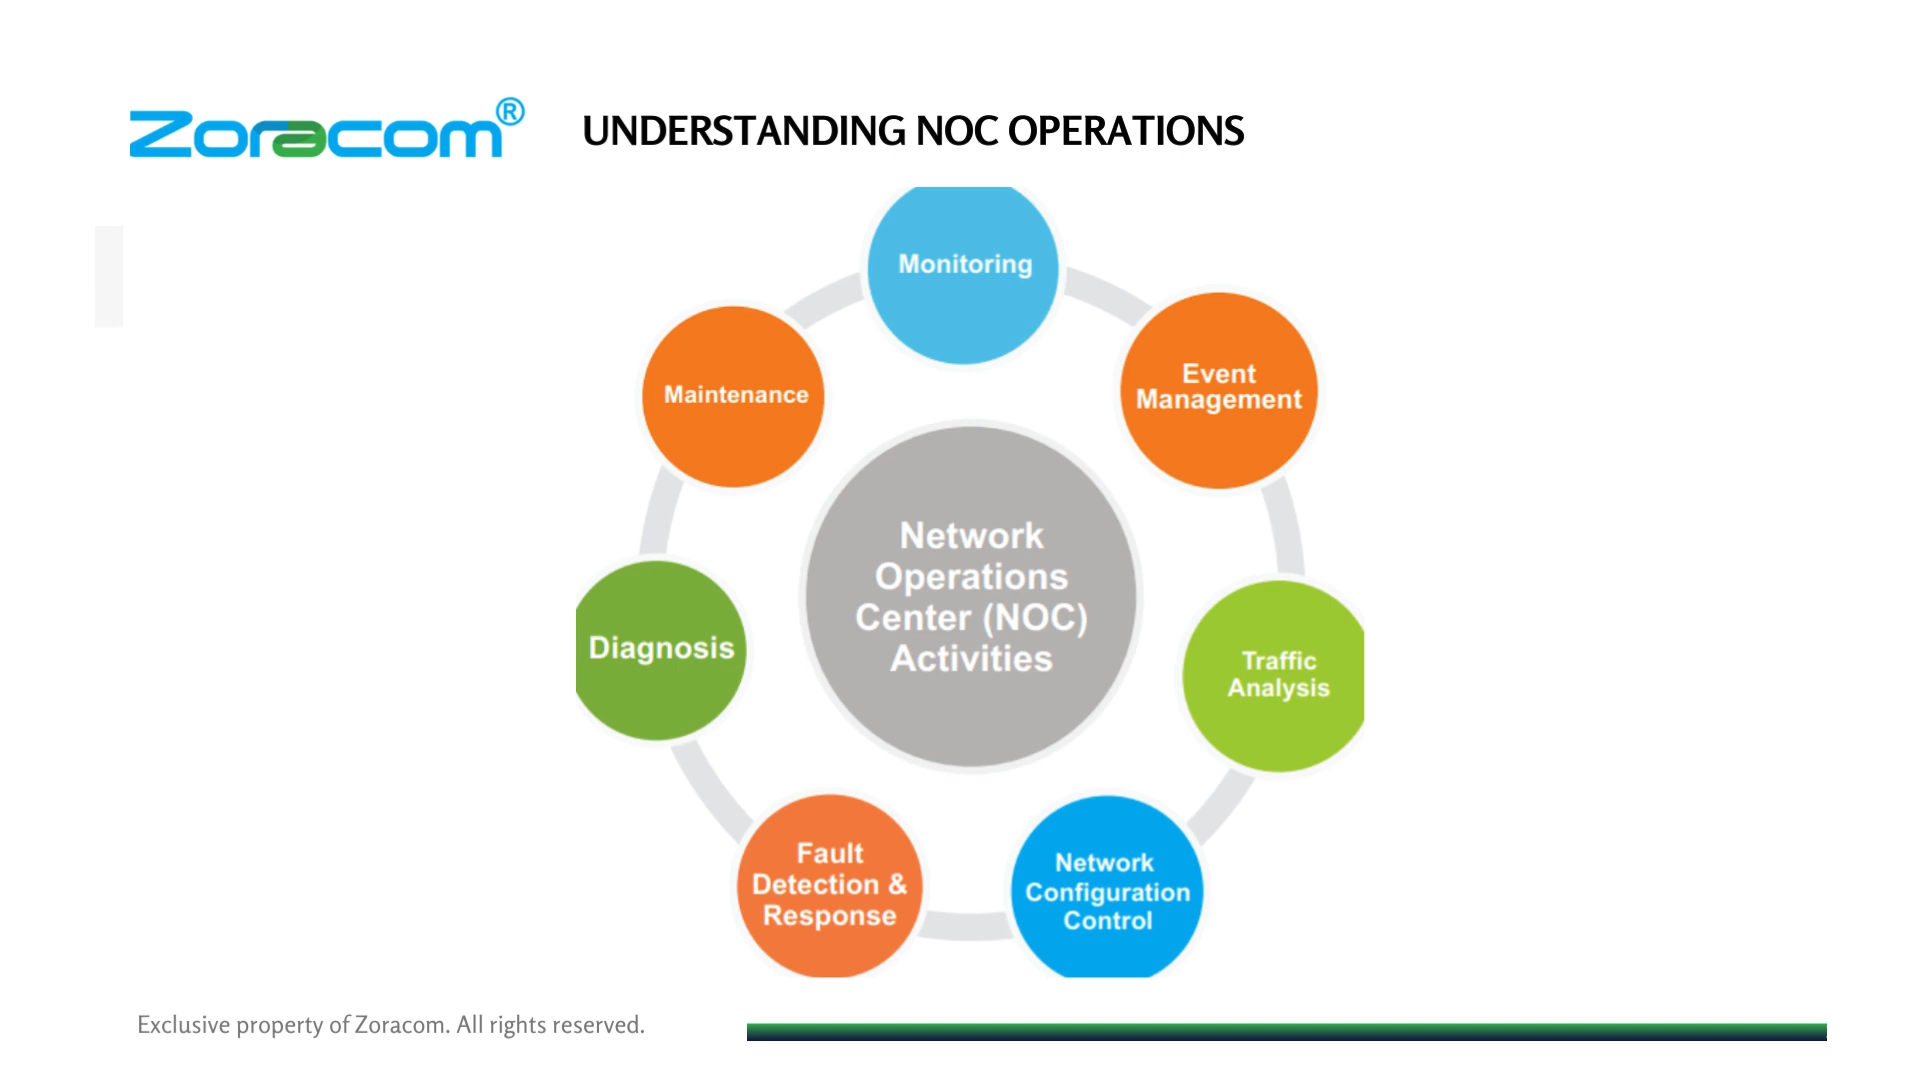 Zoracom®
UNDERSTANDING NOC OPERATIONS
Monitoring
Event
Management
Maintenance
Network
Operations
Center (NOC)
Activities
Diagnosis
Traffic
Analysis
Fault
Detection &
Response
Network
Configuration
Control
Exclusive property of Zoracom. All rights reserved.